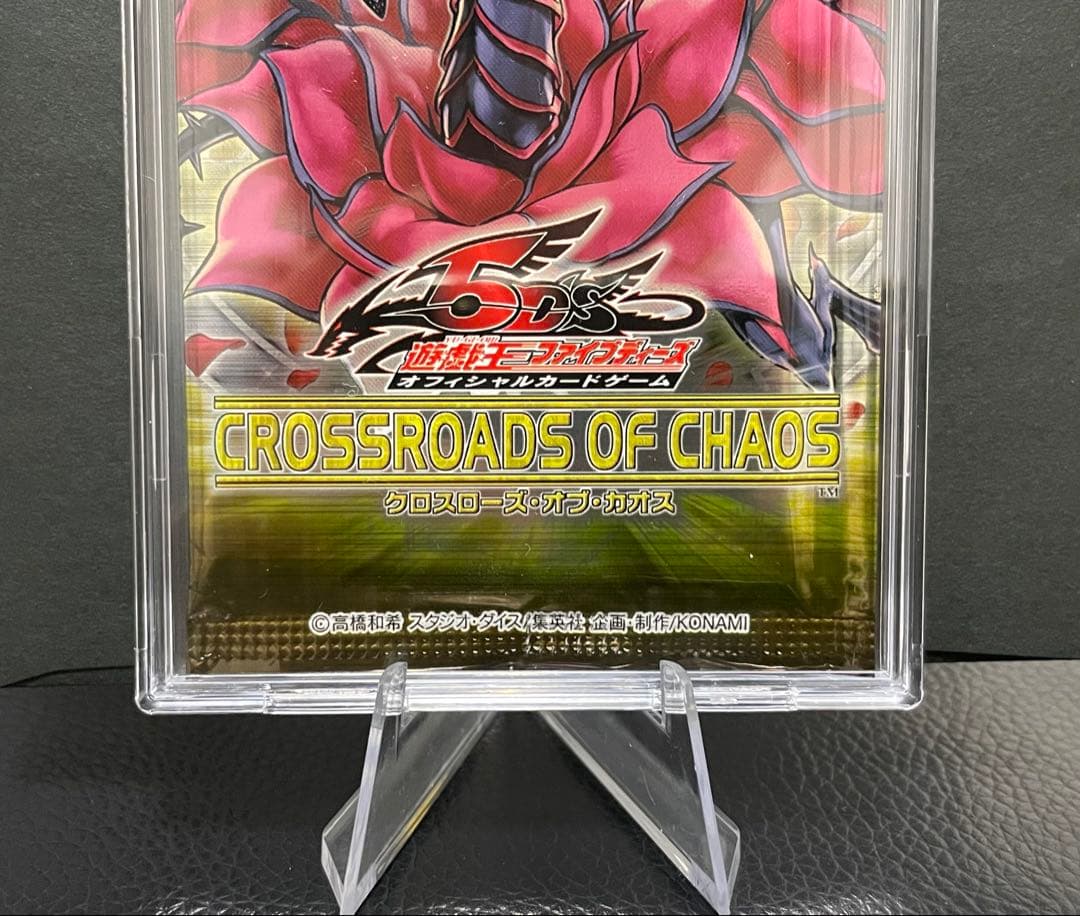 5D's
YU-GI-OH!
遊戯王ファイブディーズ
オフィシャルカードゲーム
CROSSROADS OF CHAOS
TM
クロスローズ・オブ・カオス
©高橋和希 スタジオ・ダイス/集英社 企画・制作/KONAMI